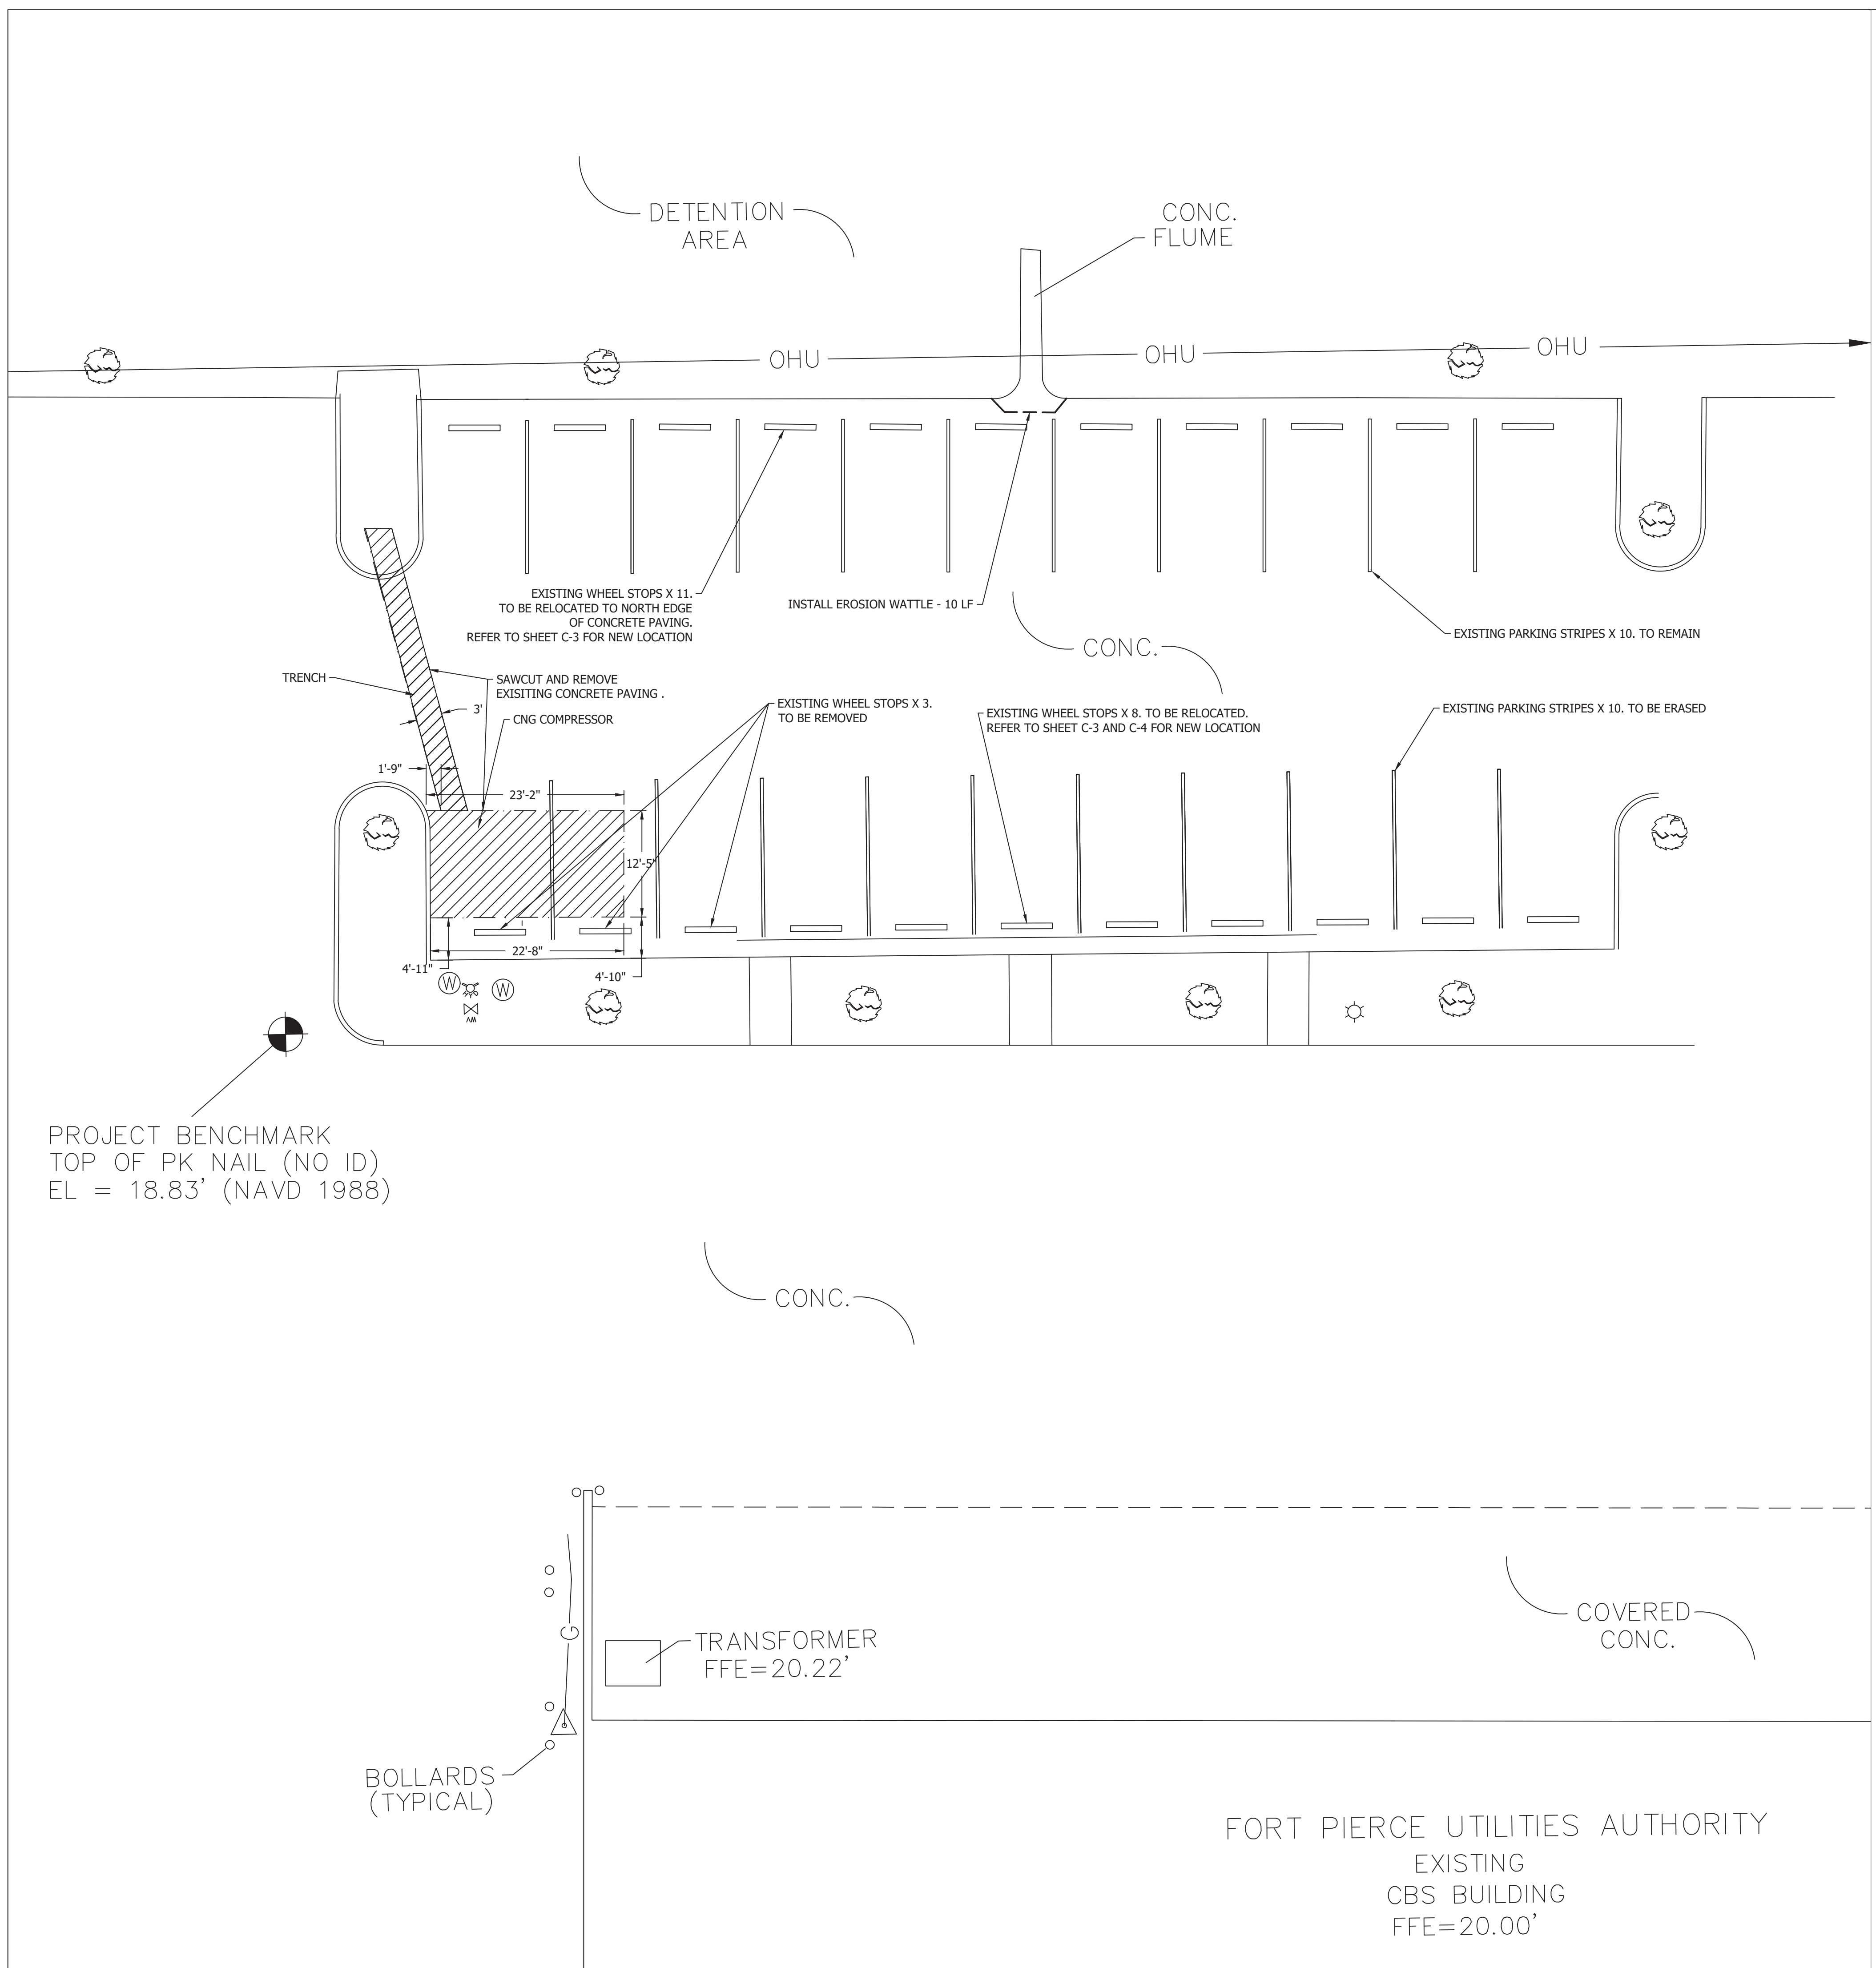 DETENTION
AREA
CONC.
FLUME
OHU
OHU
OHU
EXISTING WHEEL STOPS X 11.
TO BE RELOCATED TO NORTH EDGE
OF CONCRETE PAVING.
REFER TO SHEET C-3 FOR NEW LOCATION
INSTALL EROSION WATTLE - 10 LF
CONC.
EXISTING PARKING STRIPES X 10. TO REMAIN
TRENCH
SAWCUT AND REMOVE
EXISITING CONCRETE PAVING .
3'
CNG COMPRESSOR
EXISTING WHEEL STOPS X 3.
TO BE REMOVED
EXISTING WHEEL STOPS X 8. TO BE RELOCATED.
REFER TO SHEET C-3 AND C-4 FOR NEW LOCATION
EXISTING PARKING STRIPES X 10. TO BE ERASED
1'-9"
23'-2"
12'-5"
22'-8"
4'-11"
4'-10"
W
W
WV
PROJECT BENCHMARK
TOP OF PK NAIL (NO ID)
EL = 18.83' (NAVD 1988)
CONC.
G
TRANSFORMER
FFE=20.22'
COVERED
CONC.
BOLLARDS
(TYPICAL)
FORT PIERCE UTILITIES AUTHORITY
EXISTING
CBS BUILDING
FFE=20.00'